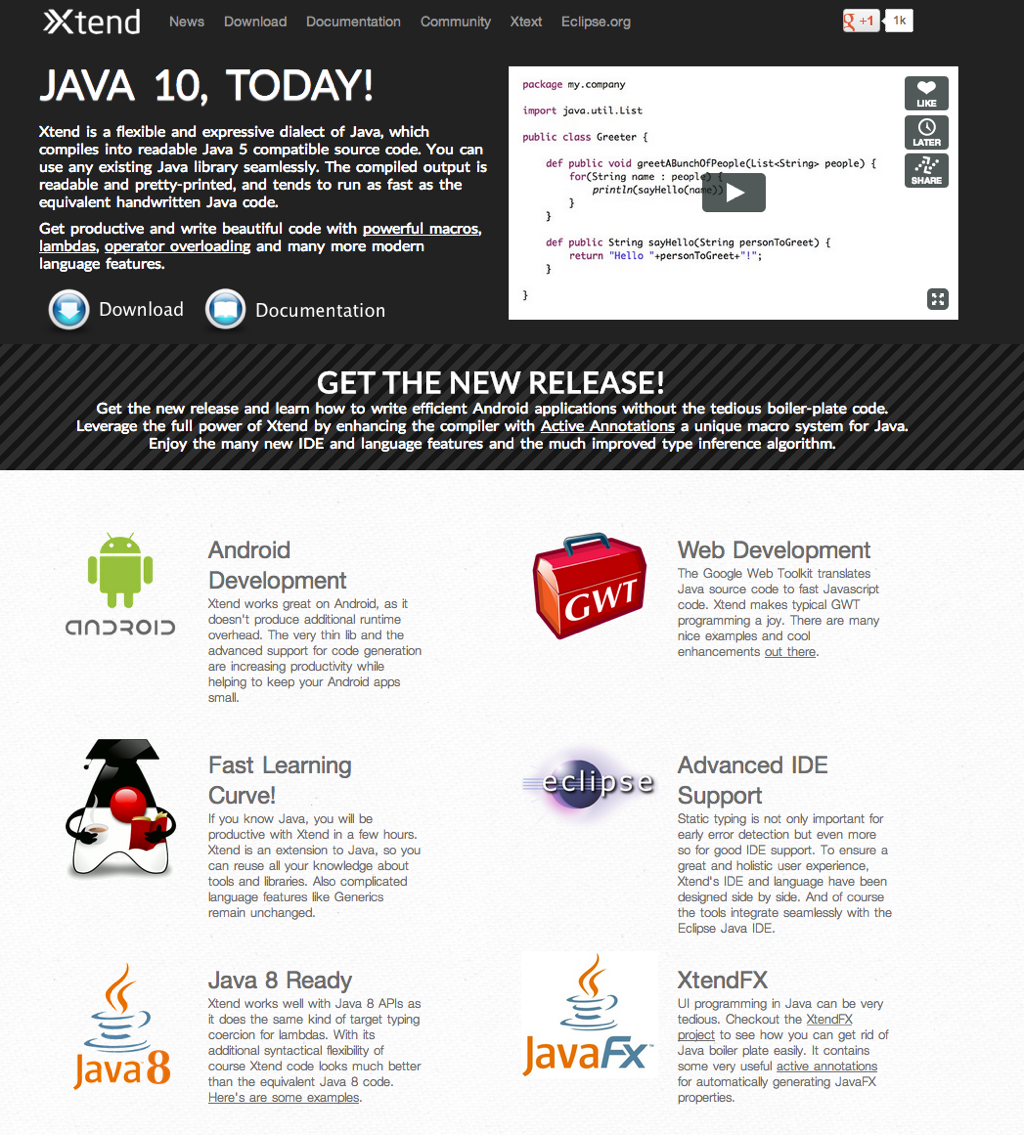 Xtend
News Download Documentation Community Xtext Eclipse.org
g +1 1k
JAVA 10, TODAY!
Xtend is a flexible and expressive dialect of Java, which
compiles into readable Java 5 compatible source code. You can
use any existing Java library seamlessly. The compiled output is
readable and pretty-printed, and tends to run as fast as the
equivalent handwritten Java code.
Get productive and write beautiful code with powerful macros,
lambdas, operator overloading and many more modern
language features.
Download Documentation
package my.company
import java.util.List
public class Greeter {
def public void greetABunchOfPeople(List<String> people) {
for(String name : people) {
println(sayHello(name))
}
}
def public String sayHello(String personToGreet) {
return "Hello "+personToGreet+"!";
}
}
LIKE
LATER
SHARE
GET THE NEW RELEASE!
Get the new release and learn how to write efficient Android applications without the tedious boiler-plate code.
Leverage the full power of Xtend by enhancing the compiler with Active Annotations a unique macro system for Java.
Enjoy the many new IDE and language features and the much improved type inference algorithm.
ANDROID
Android
Development
Xtend works great on Android, as it
doesn't produce additional runtime
overhead. The very thin lib and the
advanced support for code generation
are increasing productivity while
helping to keep your Android apps
small.
GWT
Web Development
The Google Web Toolkit translates
Java source code to fast Javascript
code. Xtend makes typical GWT
programming a joy. There are many
nice examples and cool
enhancements out there.
Fast Learning
Curve!
If you know Java, you will be
productive with Xtend in a few hours.
Xtend is an extension to Java, so you
can reuse all your knowledge about
tools and libraries. Also complicated
language features like Generics
remain unchanged.
eclipse
Advanced IDE
Support
Static typing is not only important for
early error detection but even more
so for good IDE support. To ensure a
great and holistic user experience,
Xtend's IDE and language have been
designed side by side. And of course
the tools integrate seamlessly with the
Eclipse Java IDE.
Java 8
Java 8 Ready
Xtend works well with Java 8 APIs as
it does the same kind of target typing
coercion for lambdas. With its
additional syntactical flexibility of
course Xtend code looks much better
than the equivalent Java 8 code.
Here's are some examples.
JavaFX™
XtendFX
UI programming in Java can be very
tedious. Checkout the XtendFX
project to see how you can get rid of
Java boiler plate easily. It contains
some very useful active annotations
for automatically generating JavaFX
properties.